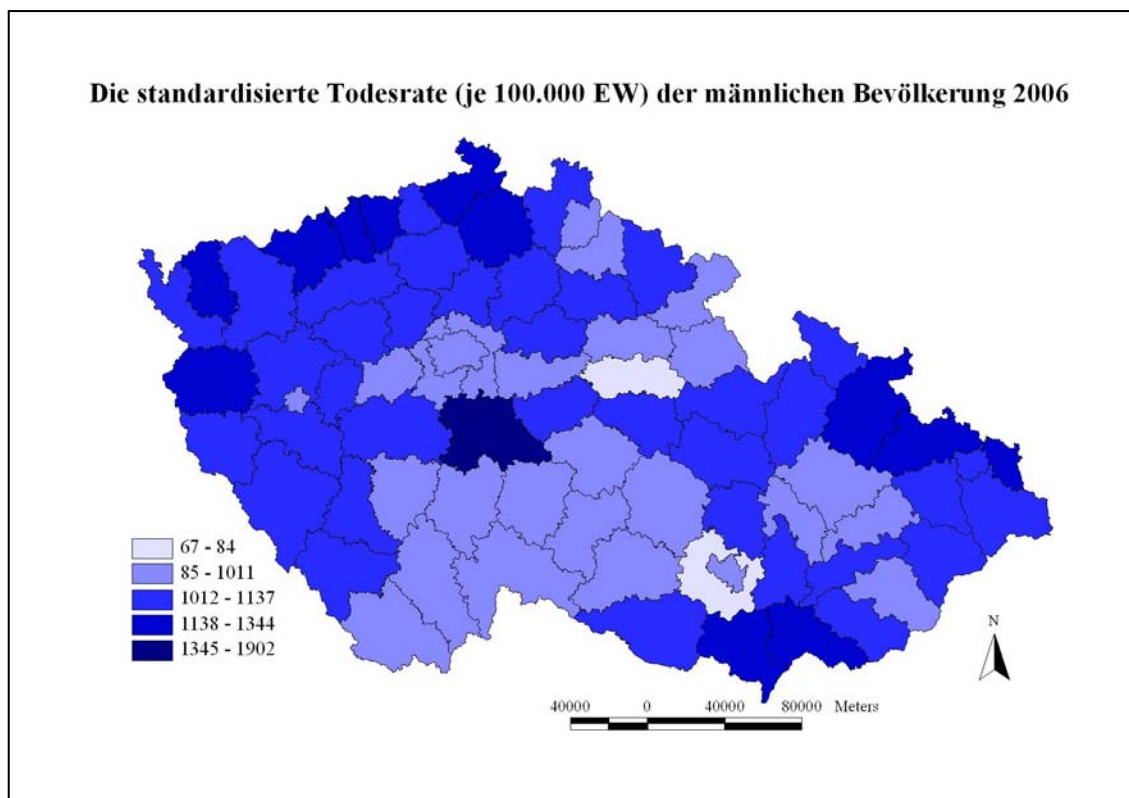 Die standardisierte Todesrate (je 100.000 EW) der männlichen Bevölkerung 2006
67 - 84
85 - 1011
1012 - 1137
1138 - 1344
1345 - 1902
N
40000 0 40000 80000 Meters